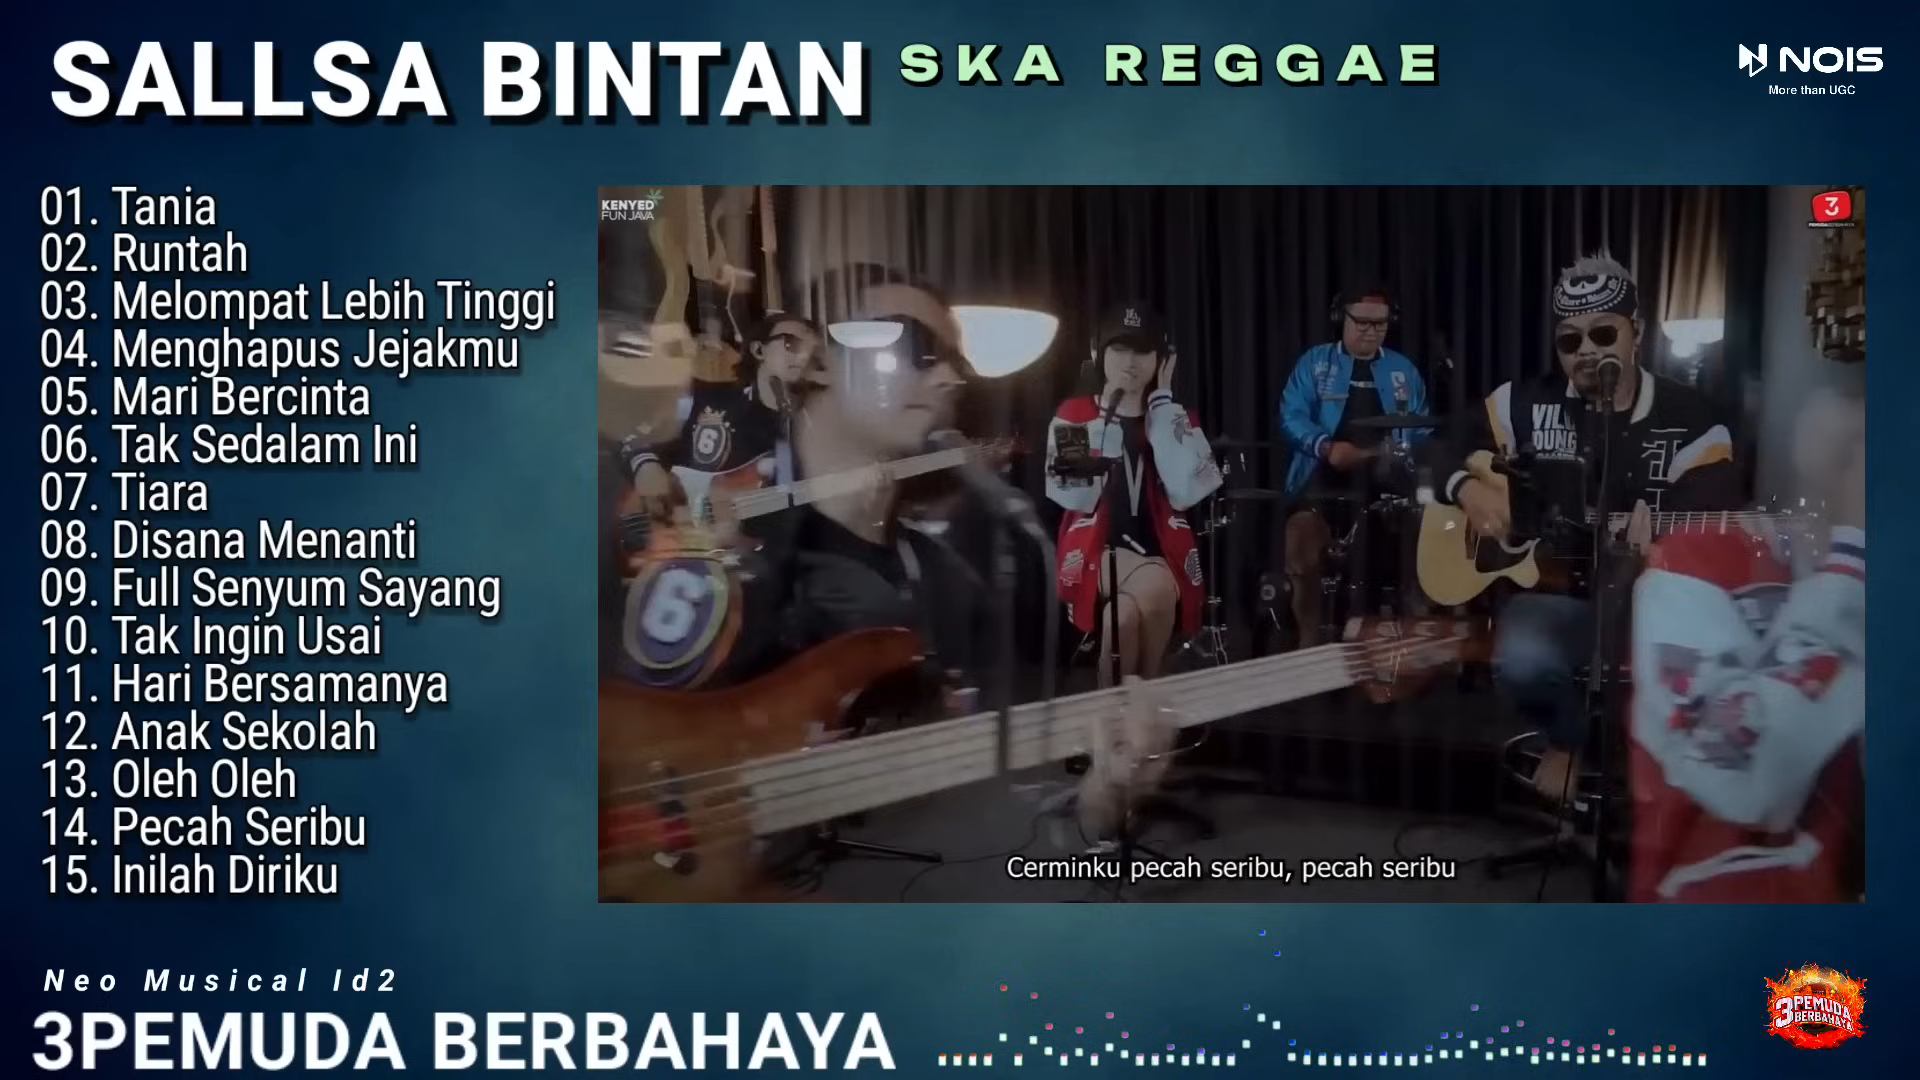 SALLSA BINTAN
SKA REGGAE
NOIS
More than UGC
01. Tania
02. Runtah
03. Melompat Lebih Tinggi
04. Menghapus Jejakmu
05. Mari Bercinta
06. Tak Sedalam Ini
07. Tiara
08. Disana Menanti
09. Full Senyum Sayang
10. Tak Ingin Usai
11. Hari Bersamanya
12. Anak Sekolah
13. Oleh Oleh
14. Pecah Seribu
15. Inilah Diriku
KENYED
FUN JAVA
3
6
6
Cerminku pecah seribu, pecah seribu
Neo Musical Id2
3PEMUDA BERBAHAYA
3PEMUDA
BERBAHAYA